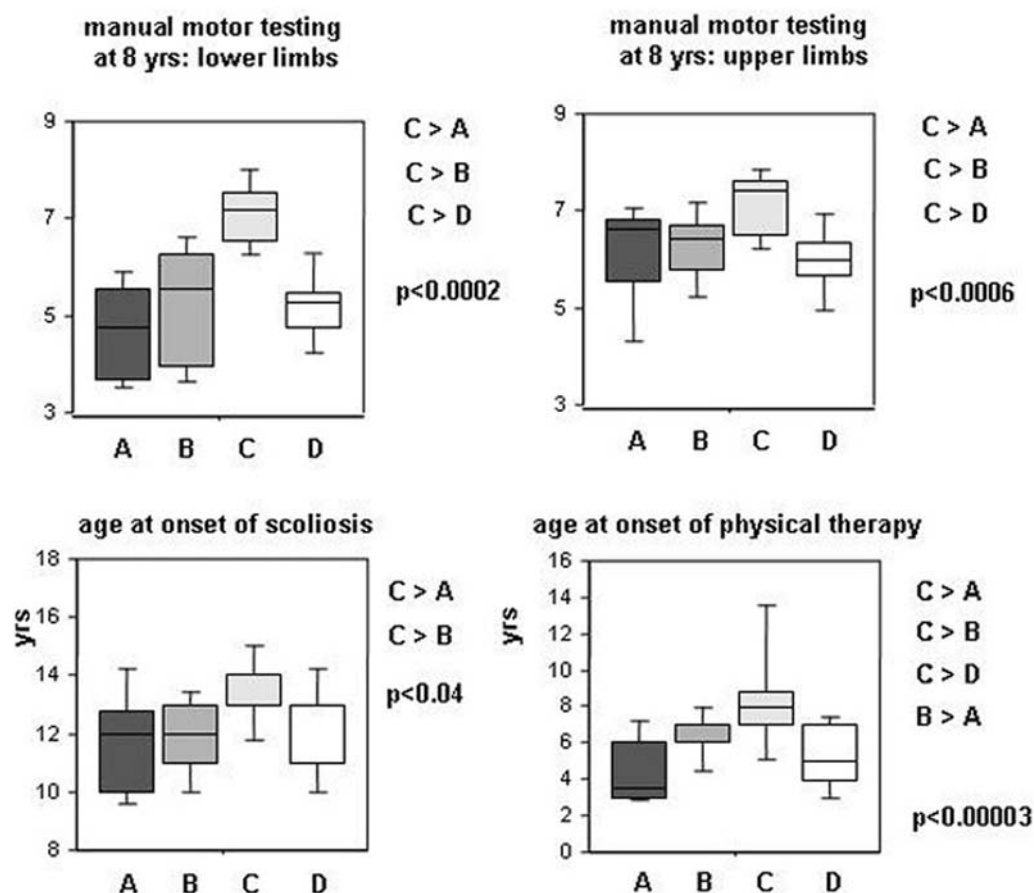 manual motor testing
at 8 yrs: lower limbs
9
7
5
3
A B C D
C > A
C > B
C > D
p<0.0002
manual motor testing
at 8 yrs: upper limbs
9
7
5
3
A B C D
C > A
C > B
C > D
p<0.0006
age at onset of scoliosis
yrs
18
16
14
12
10
8
A B C D
C > A
C > B
p<0.04
age at onset of physical therapy
yrs
16
14
12
10
8
6
4
2
0
A B C D
C > A
C > B
C > D
B > A
p<0.00003